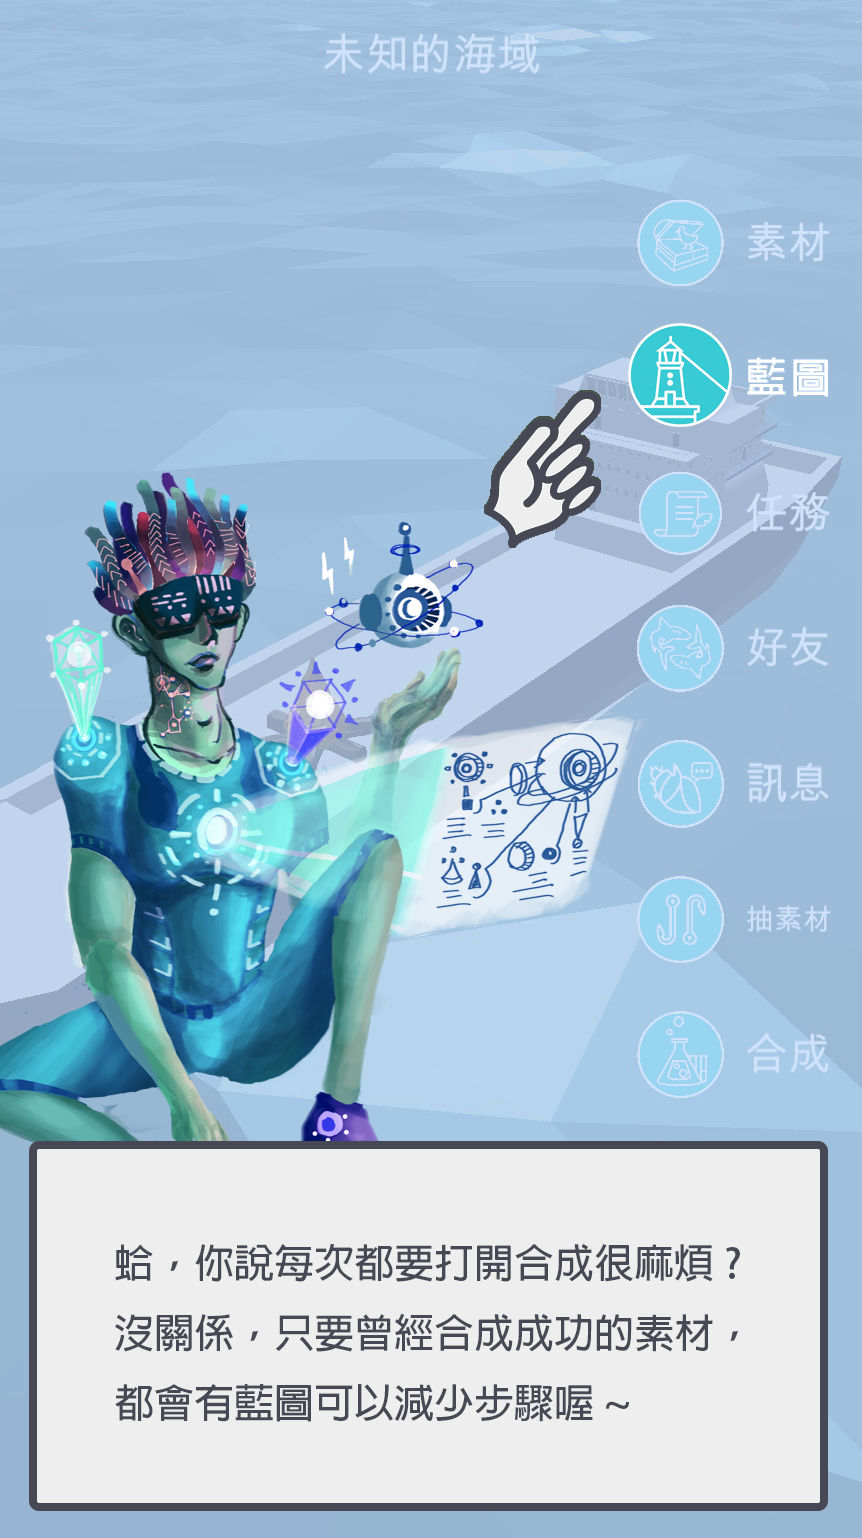 未知的海域
素材
藍圖
任務
好友
訊息
抽素材
合成
蛤，你說每次都要打開合成很麻煩？
沒關係，只要曾經合成成功的素材，
都會有藍圖可以減少步驟喔～